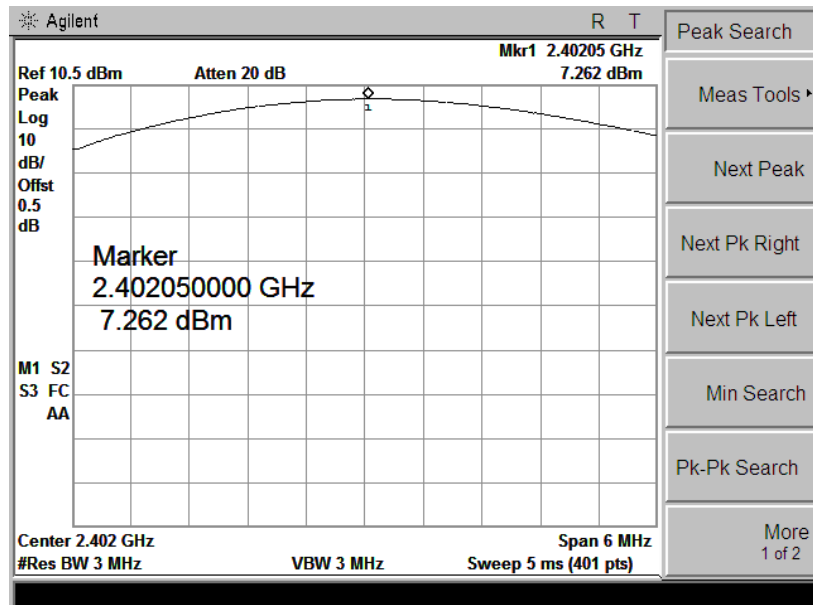 Agilent R T
Mkr1 2.40205 GHz
Ref 10.5 dBm Atten 20 dB 7.262 dBm
Peak
Log
10
dB/
Offst
0.5
dB
1
Marker
2.402050000 GHz
7.262 dBm
M1 S2
S3 FC
AA
Center 2.402 GHz Span 6 MHz
#Res BW 3 MHz VBW 3 MHz Sweep 5 ms (401 pts)
Peak Search
Meas Tools
Next Peak
Next Pk Right
Next Pk Left
Min Search
Pk-Pk Search
More
1 of 2